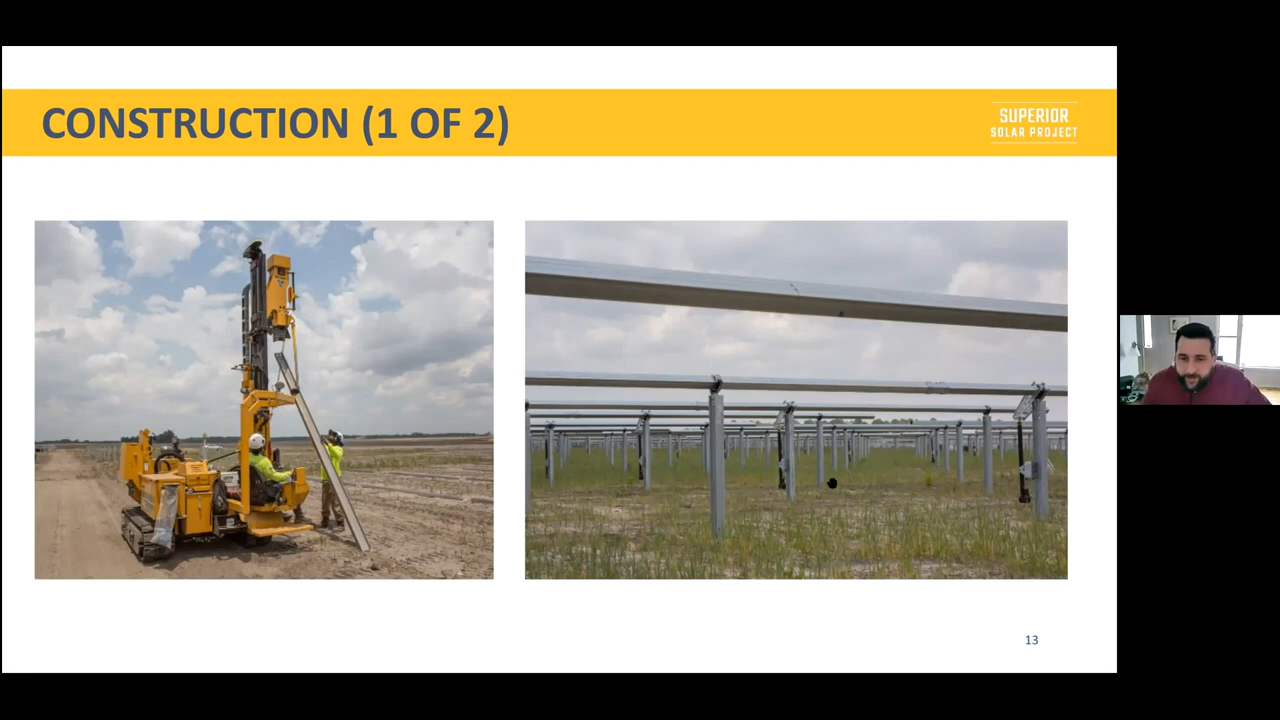 CONSTRUCTION (1 OF 2)
SUPERIOR
SOLAR PROJECT
13